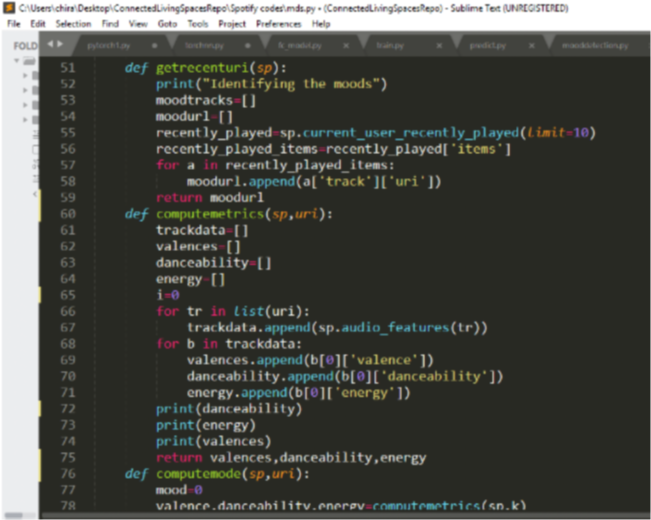 C:\Users\chira\Desktop\ConnectedLivingSpacesRepo\Spotify codes\mds.py • (ConnectedLivingSpacesRepo) - Sublime Text (UNREGISTERED)
File Edit Selection Find View Goto Tools Project Preferences Help
FOLD pytorch1.py train.py predict.py
51 def getrecenturi(sp):
52 print("Identifying the moods")
53 moodtracks=[]
54 moodurl=[]
55 recently_played=sp.current_user_recently_played(limit=10)
56 recently_played_items=recently_played['items']
57 for a in recently_played_items:
58 moodurl.append(a['track']['uri'])
59 return moodurl
60 def computemetrics(sp,uri):
61 trackdata=[]
62 valences=[]
63 danceability=[]
64 energy=[]
65 i=0
66 for tr in list(uri):
67 trackdata.append(sp.audio_features(tr))
68 for b in trackdata:
69 valences.append(b[0]['valence'])
70 danceability.append(b[0]['danceability'])
71 energy.append(b[0]['energy'])
72 print(danceability)
73 print(energy)
74 print(valences)
75 return valences,danceability,energy
76 def computemode(sp,uri):
77 mood=0
78 valence,danceability,energy=computemetrics(sp,k)